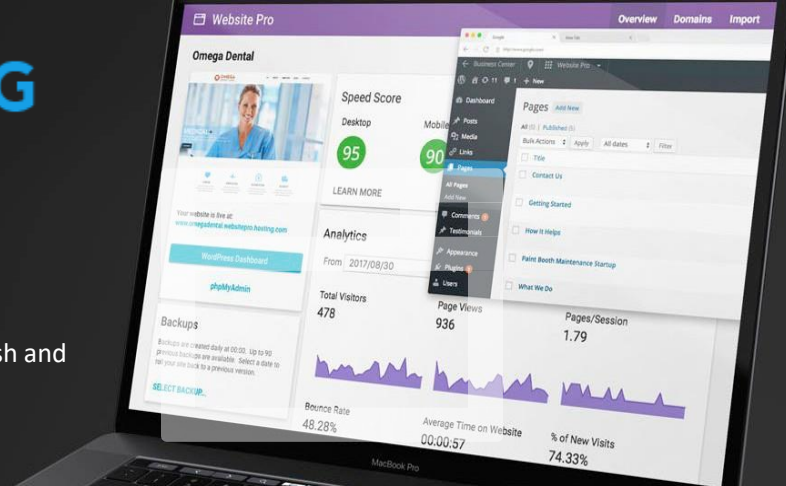 G
sh and
Website Pro
Overview Domains Import
Omega Dental
Your website is live at:
www.omegadental.websitepro.hosting.com
WordPress Dashboard
phpMyAdmin
Backups
Backups are created daily at 00:00. Up to 90
previous backups are available. Select a date to
roll your site back to a previous version.
SELECT BACKUP...
Speed Score
Desktop Mobile
95 90
LEARN MORE
Analytics
From 2017/08/30
Total Visitors
478
Page Views
936
Pages/Session
1.79
Bounce Rate
48.28%
Average Time on Website
00:00:57
% of New Visits
74.33%
Google New Tab
Business Center Website Pro
11 1 + New
Dashboard
Posts
Media
Links
Pages
All Pages
Add New
Comments
Testimonials
Appearance
Plugins
Users
Pages Add New
All (5) | Published (5)
Bulk Actions Apply All dates Filter
Title
Contact Us
Getting Started
How It Helps
Paint Booth Maintenance Startup
What We Do
MacBook Pro